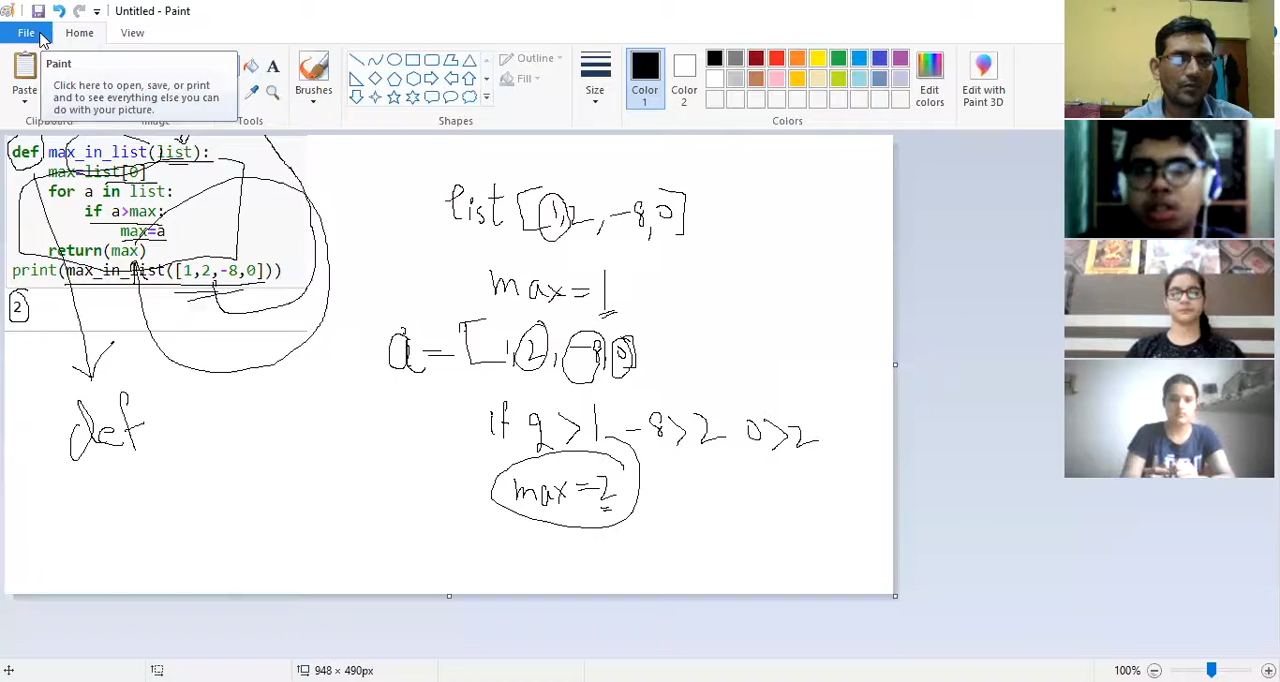 Untitled - Paint
File Home View
Paint
Click here to open, save, or print
and to see everything else you can
do with your picture.
Paste
Brushes
Outline
Fill
Size
Color
1
Color
2
Edit
colors
Edit with
Paint 3D
Clipboard
Tools
Shapes
Colors
def max_in_list(list):
max=list[0]
for a in list:
if a>max:
max=a
return(max)
print(max_in_list([1,2,-8,0]))
2
def
list [1,2,-8,0]
max=1
a=[1,2,-8,0]
if a>1 -8>2 0>2
max=2
948 × 490px
100%